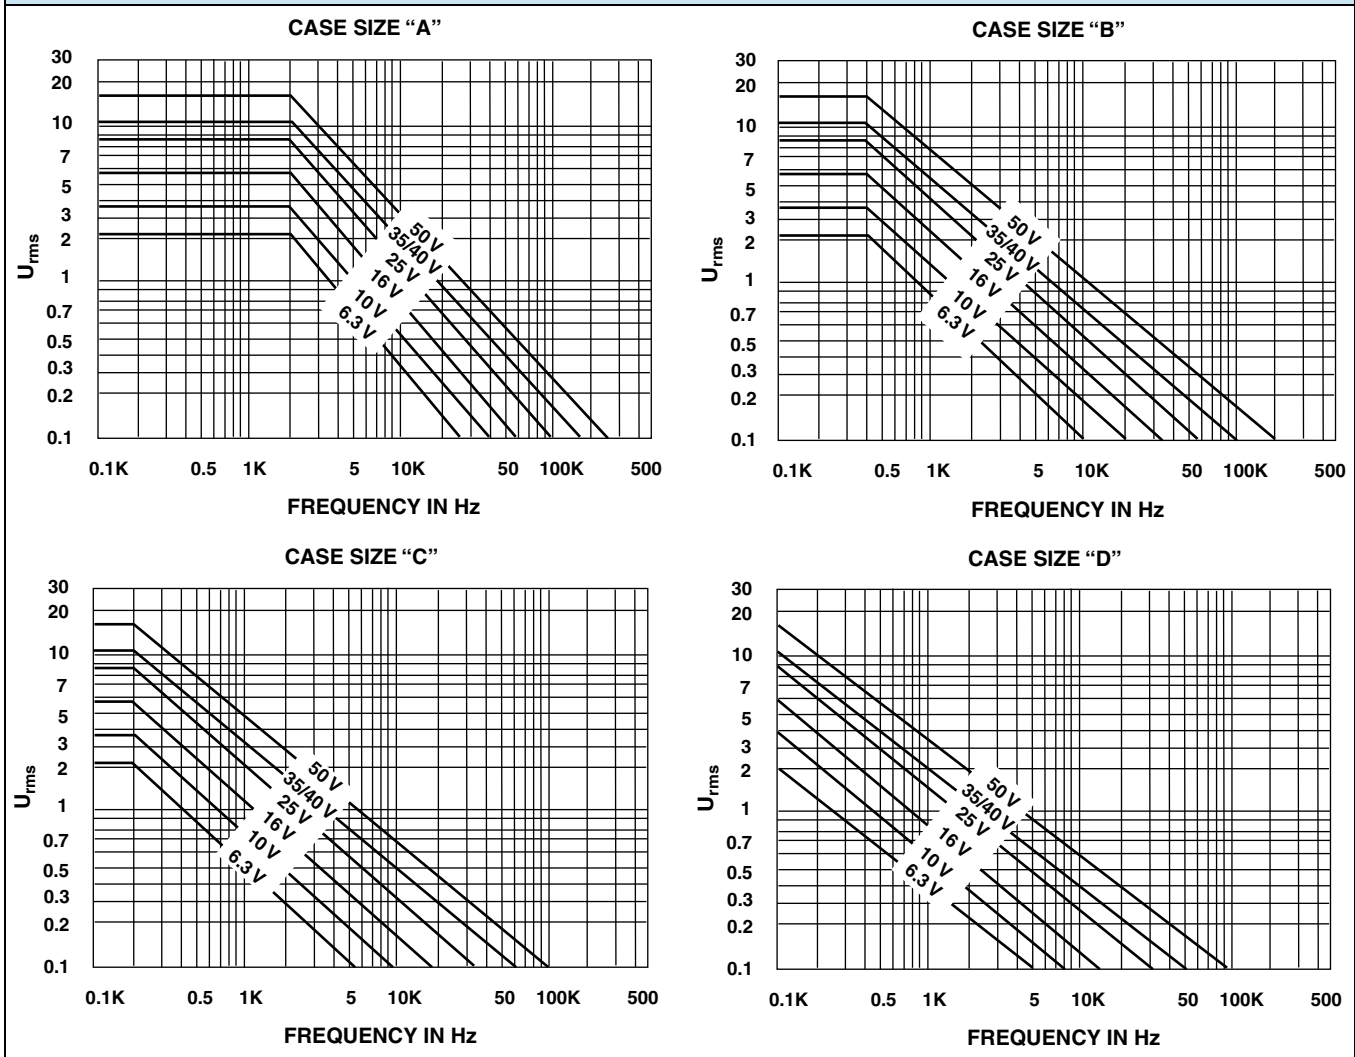 CASE SIZE “A”
30
20
10
7
5
3
2
1
0.7
0.5
0.3
0.2
0.1
Urms
50 V
35/40 V
25 V
16 V
10 V
6.3 V
0.1K 0.5 1K 5 10K 50 100K 500
FREQUENCY IN Hz
CASE SIZE “B”
30
20
10
7
5
3
2
1
0.7
0.5
0.3
0.2
0.1
Urms
50 V
35/40 V
25 V
16 V
10 V
6.3 V
0.1K 0.5 1K 5 10K 50 100K 500
FREQUENCY IN Hz
CASE SIZE “C”
30
20
10
7
5
3
2
1
0.7
0.5
0.3
0.2
0.1
Urms
50 V
35/40 V
25 V
16 V
10 V
6.3 V
0.1K 0.5 1K 5 10K 50 100K 500
FREQUENCY IN Hz
CASE SIZE “D”
30
20
10
7
5
3
2
1
0.7
0.5
0.3
0.2
0.1
Urms
50 V
35/40 V
25 V
16 V
10 V
6.3 V
0.1K 0.5 1K 5 10K 50 100K 500
FREQUENCY IN Hz